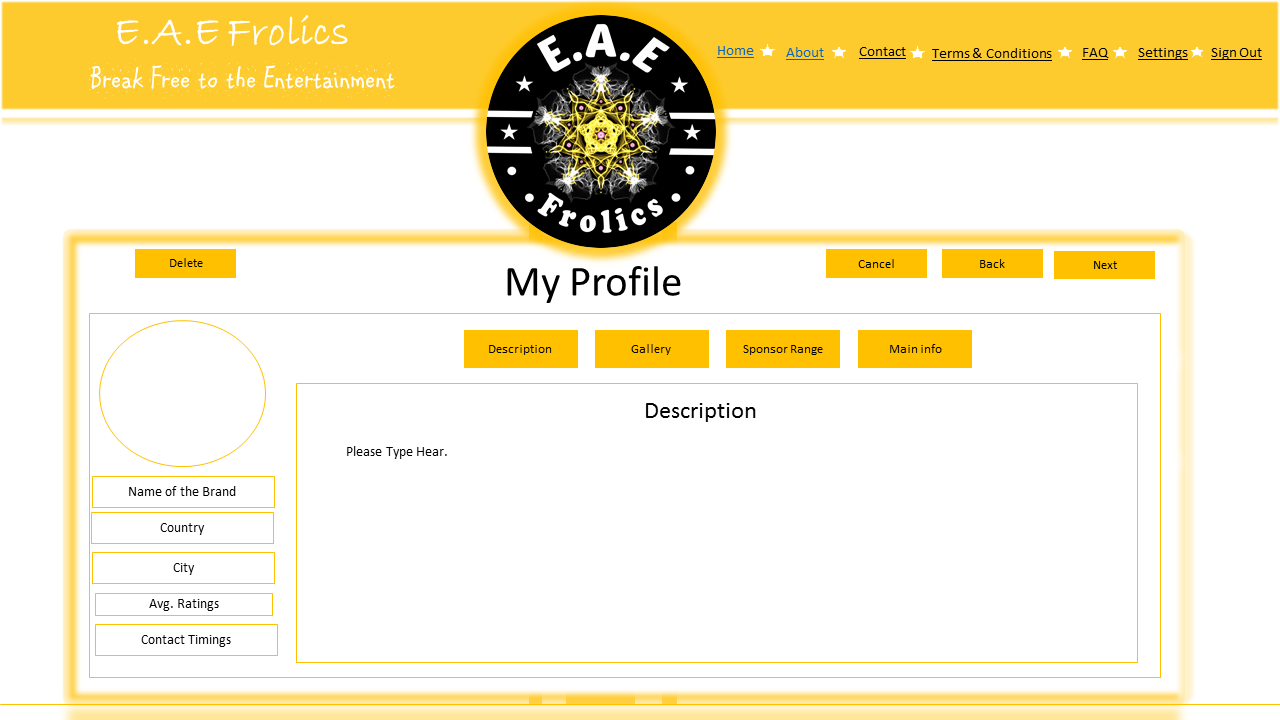 E.A.E Frolics
Break Free to the Entertainment
E.A.E
Frolics
Home
About
Contact
Terms & Conditions
FAQ
Settings
Sign Out
Delete
My Profile
Cancel
Back
Next
Description
Gallery
Sponsor Range
Main info
Description
Please Type Hear.
Name of the Brand
Country
City
Avg. Ratings
Contact Timings